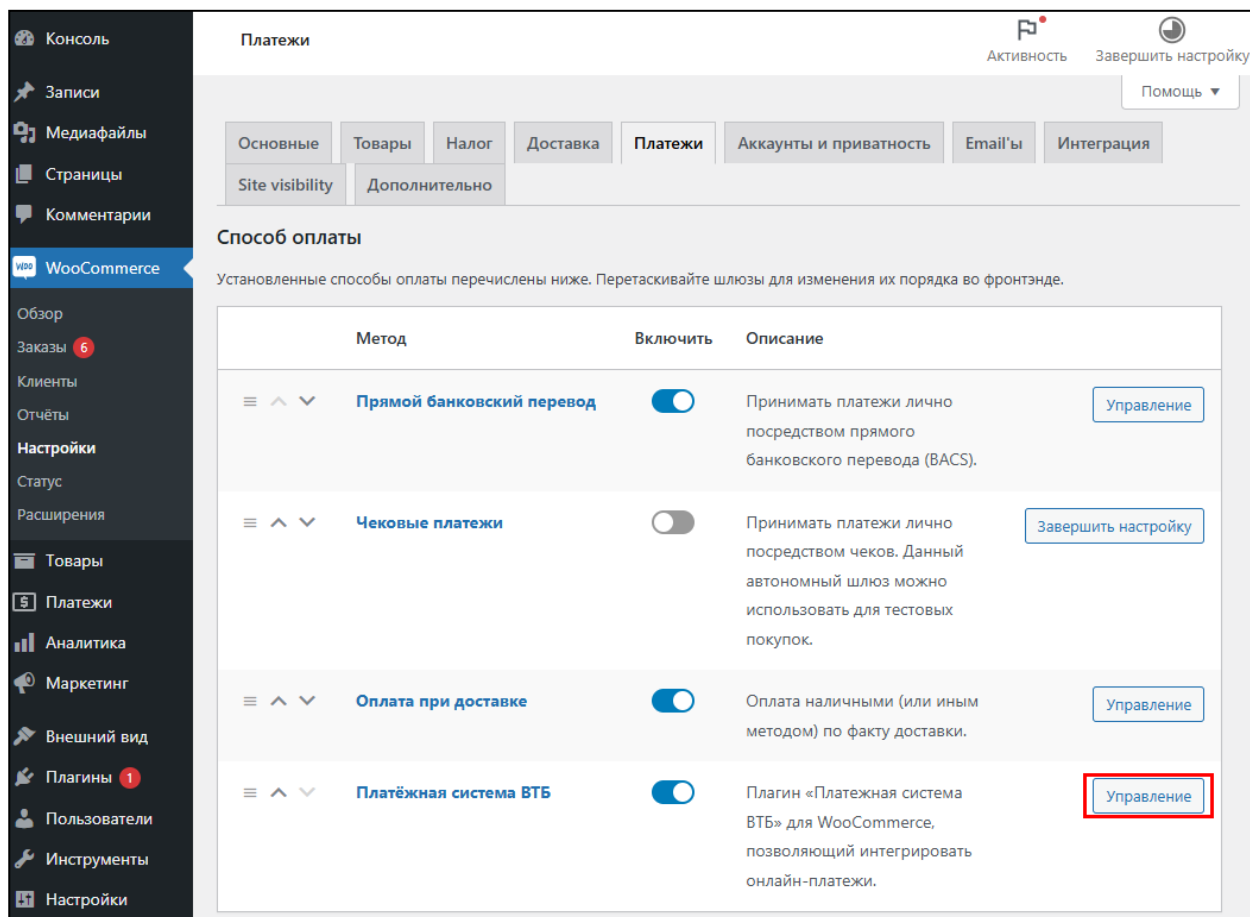 Консоль
Записи
Медиафайлы
Страницы
Комментарии
WOO WooCommerce
Обзор
Заказы 6
Клиенты
Отчёты
Настройки
Статус
Расширения
Товары
Платежи
Аналитика
Маркетинг
Внешний вид
Плагины 1
Пользователи
Инструменты
Настройки
Платежи
Активность
Завершить настройку
Помощь ▼
Основные Товары Налог Доставка Платежи Аккаунты и приватность Email'ы Интеграция
Site visibility Дополнительно
Способ оплаты
Установленные способы оплаты перечислены ниже. Перетаскивайте шлюзы для изменения их порядка во фронтэнде.
Метод Включить Описание
Прямой банковский перевод
Принимать платежи лично
посредством прямого
банковского перевода (BACS).
Управление
Чековые платежи
Принимать платежи лично
посредством чеков. Данный
автономный шлюз можно
использовать для тестовых
покупок.
Завершить настройку
Оплата при доставке
Оплата наличными (или иным
методом) по факту доставки.
Управление
Платёжная система ВТБ
Плагин «Платежная система
ВТБ» для WooCommerce,
позволяющий интегрировать
онлайн-платежи.
Управление